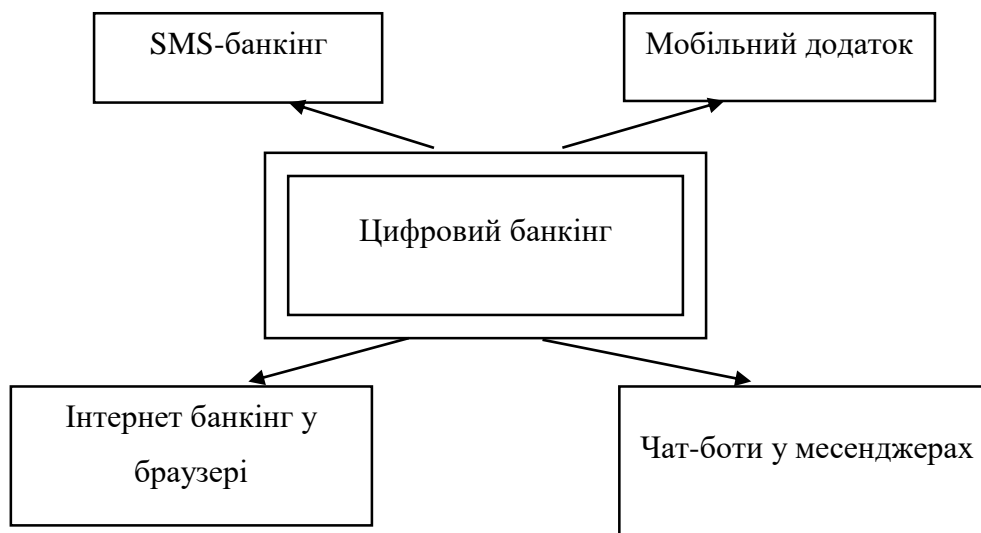 SMS-банкінг
Мобільний додаток
Цифровий банкінг
Інтернет банкінг у
браузері
Чат-боти у месенджерах